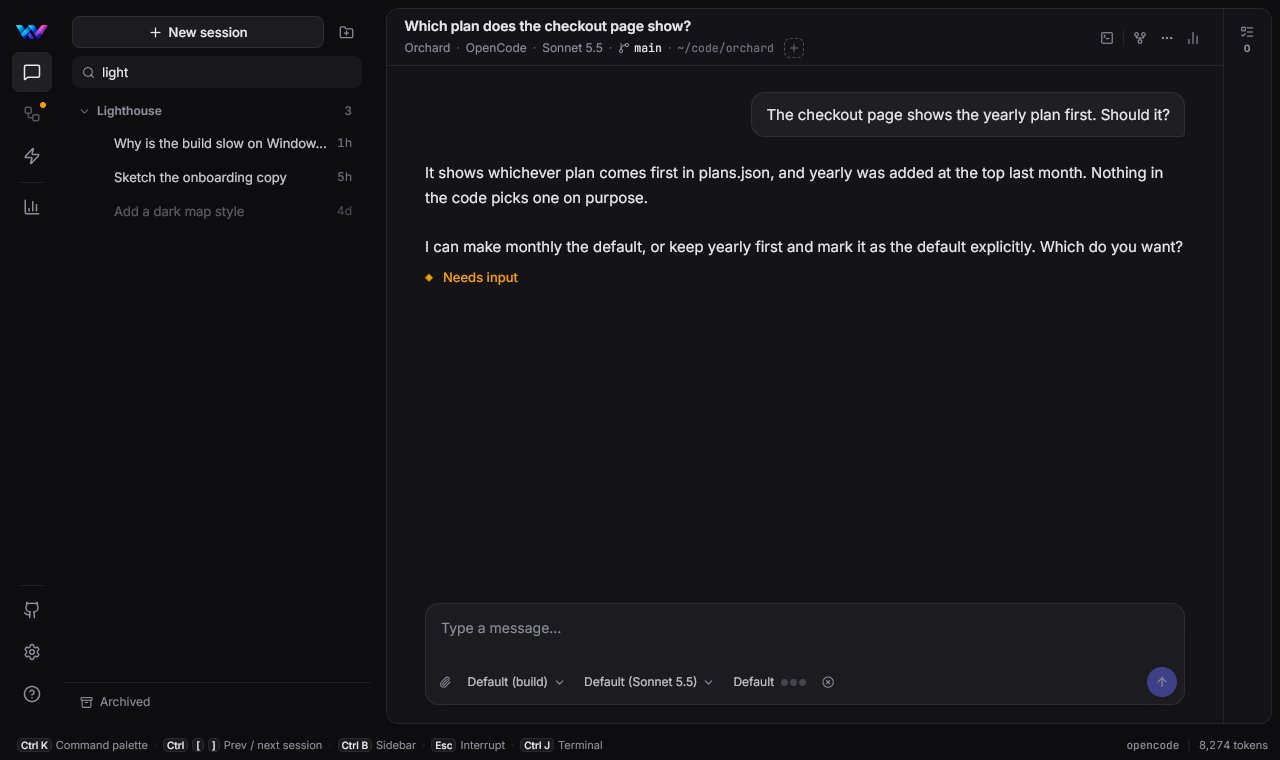 New session
light
Lighthouse 3
Why is the build slow on Window... 1h
Sketch the onboarding copy 5h
Add a dark map style 4d
Archived
Which plan does the checkout page show?
Orchard · OpenCode · Sonnet 5.5 · main · ~/code/orchard
0
The checkout page shows the yearly plan first. Should it?
It shows whichever plan comes first in plans.json, and yearly was added at the top last month. Nothing in
the code picks one on purpose.
I can make monthly the default, or keep yearly first and mark it as the default explicitly. Which do you want?
Needs input
Type a message...
Default (build) Default (Sonnet 5.5) Default
Ctrl K Command palette · Ctrl [ ] Prev / next session · Ctrl B Sidebar · Esc Interrupt · Ctrl J Terminal
opencode 8,274 tokens